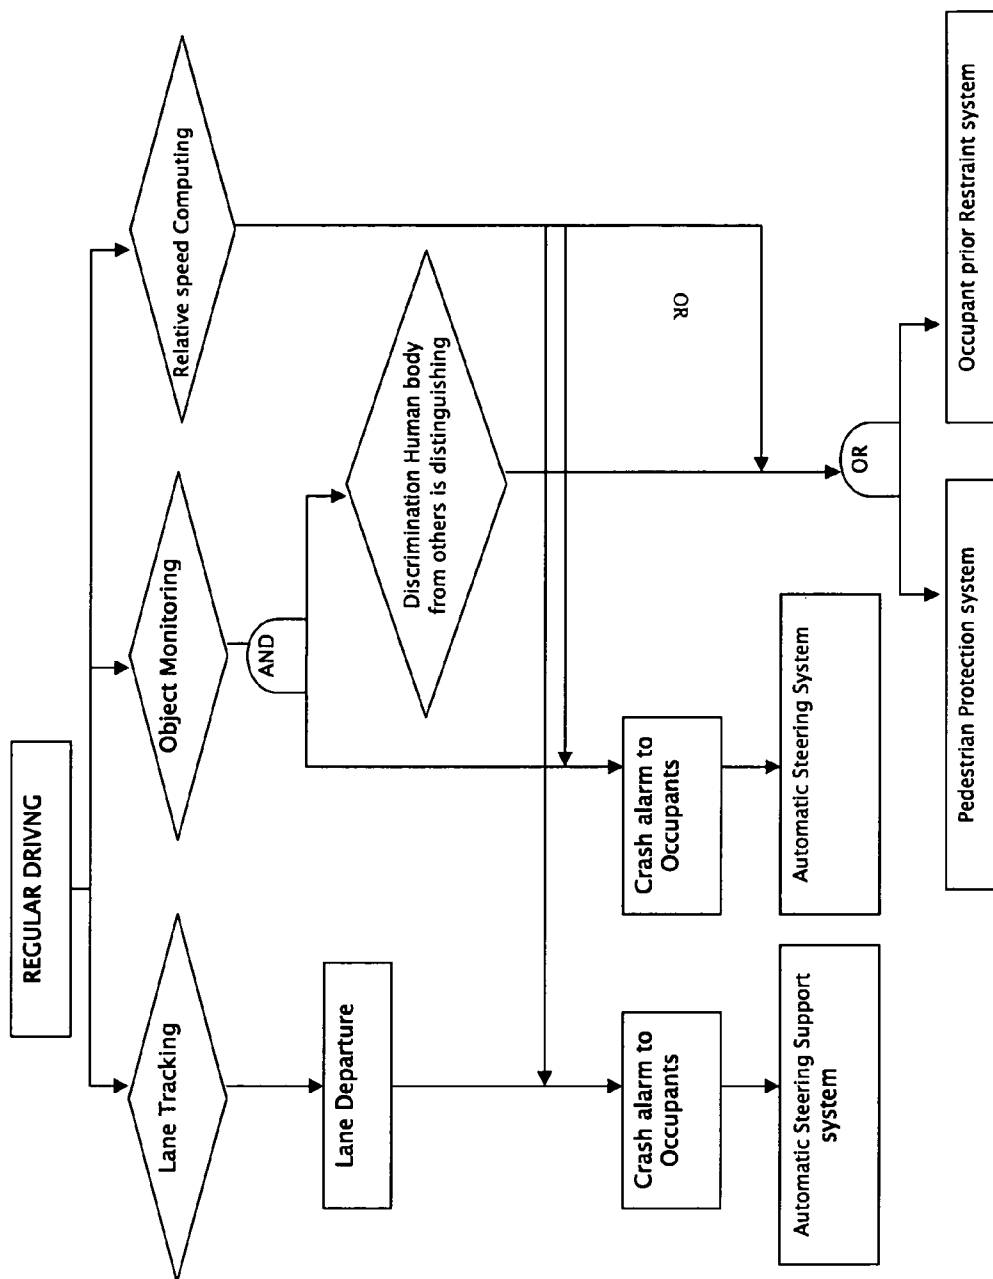 REGULAR DRIVNG
Lane Tracking
Object Monitoring
Relative speed Computing
AND
Lane Departure
Discrimination Human body
from others is distinguishing
OR
Crash alarm to
Occupants
Crash alarm to
Occupants
Automatic Steering Support
system
Automatic Steering System
OR
Pedestrian Protection system
Occupant prior Restraint system